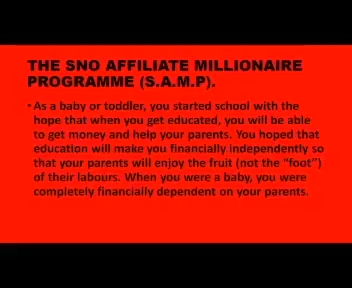 THE SNO AFFILIATE MILLIONAIRE
PROGRAMME (S.A.M.P).
• As a baby or toddler, you started school with the
hope that when you get educated, you will be able
to get money and help your parents. You hoped that
education will make you financially independently so
that your parents will enjoy the fruit (not the “foot”)
of their labours. When you were a baby, you were
completely financially dependent on your parents.